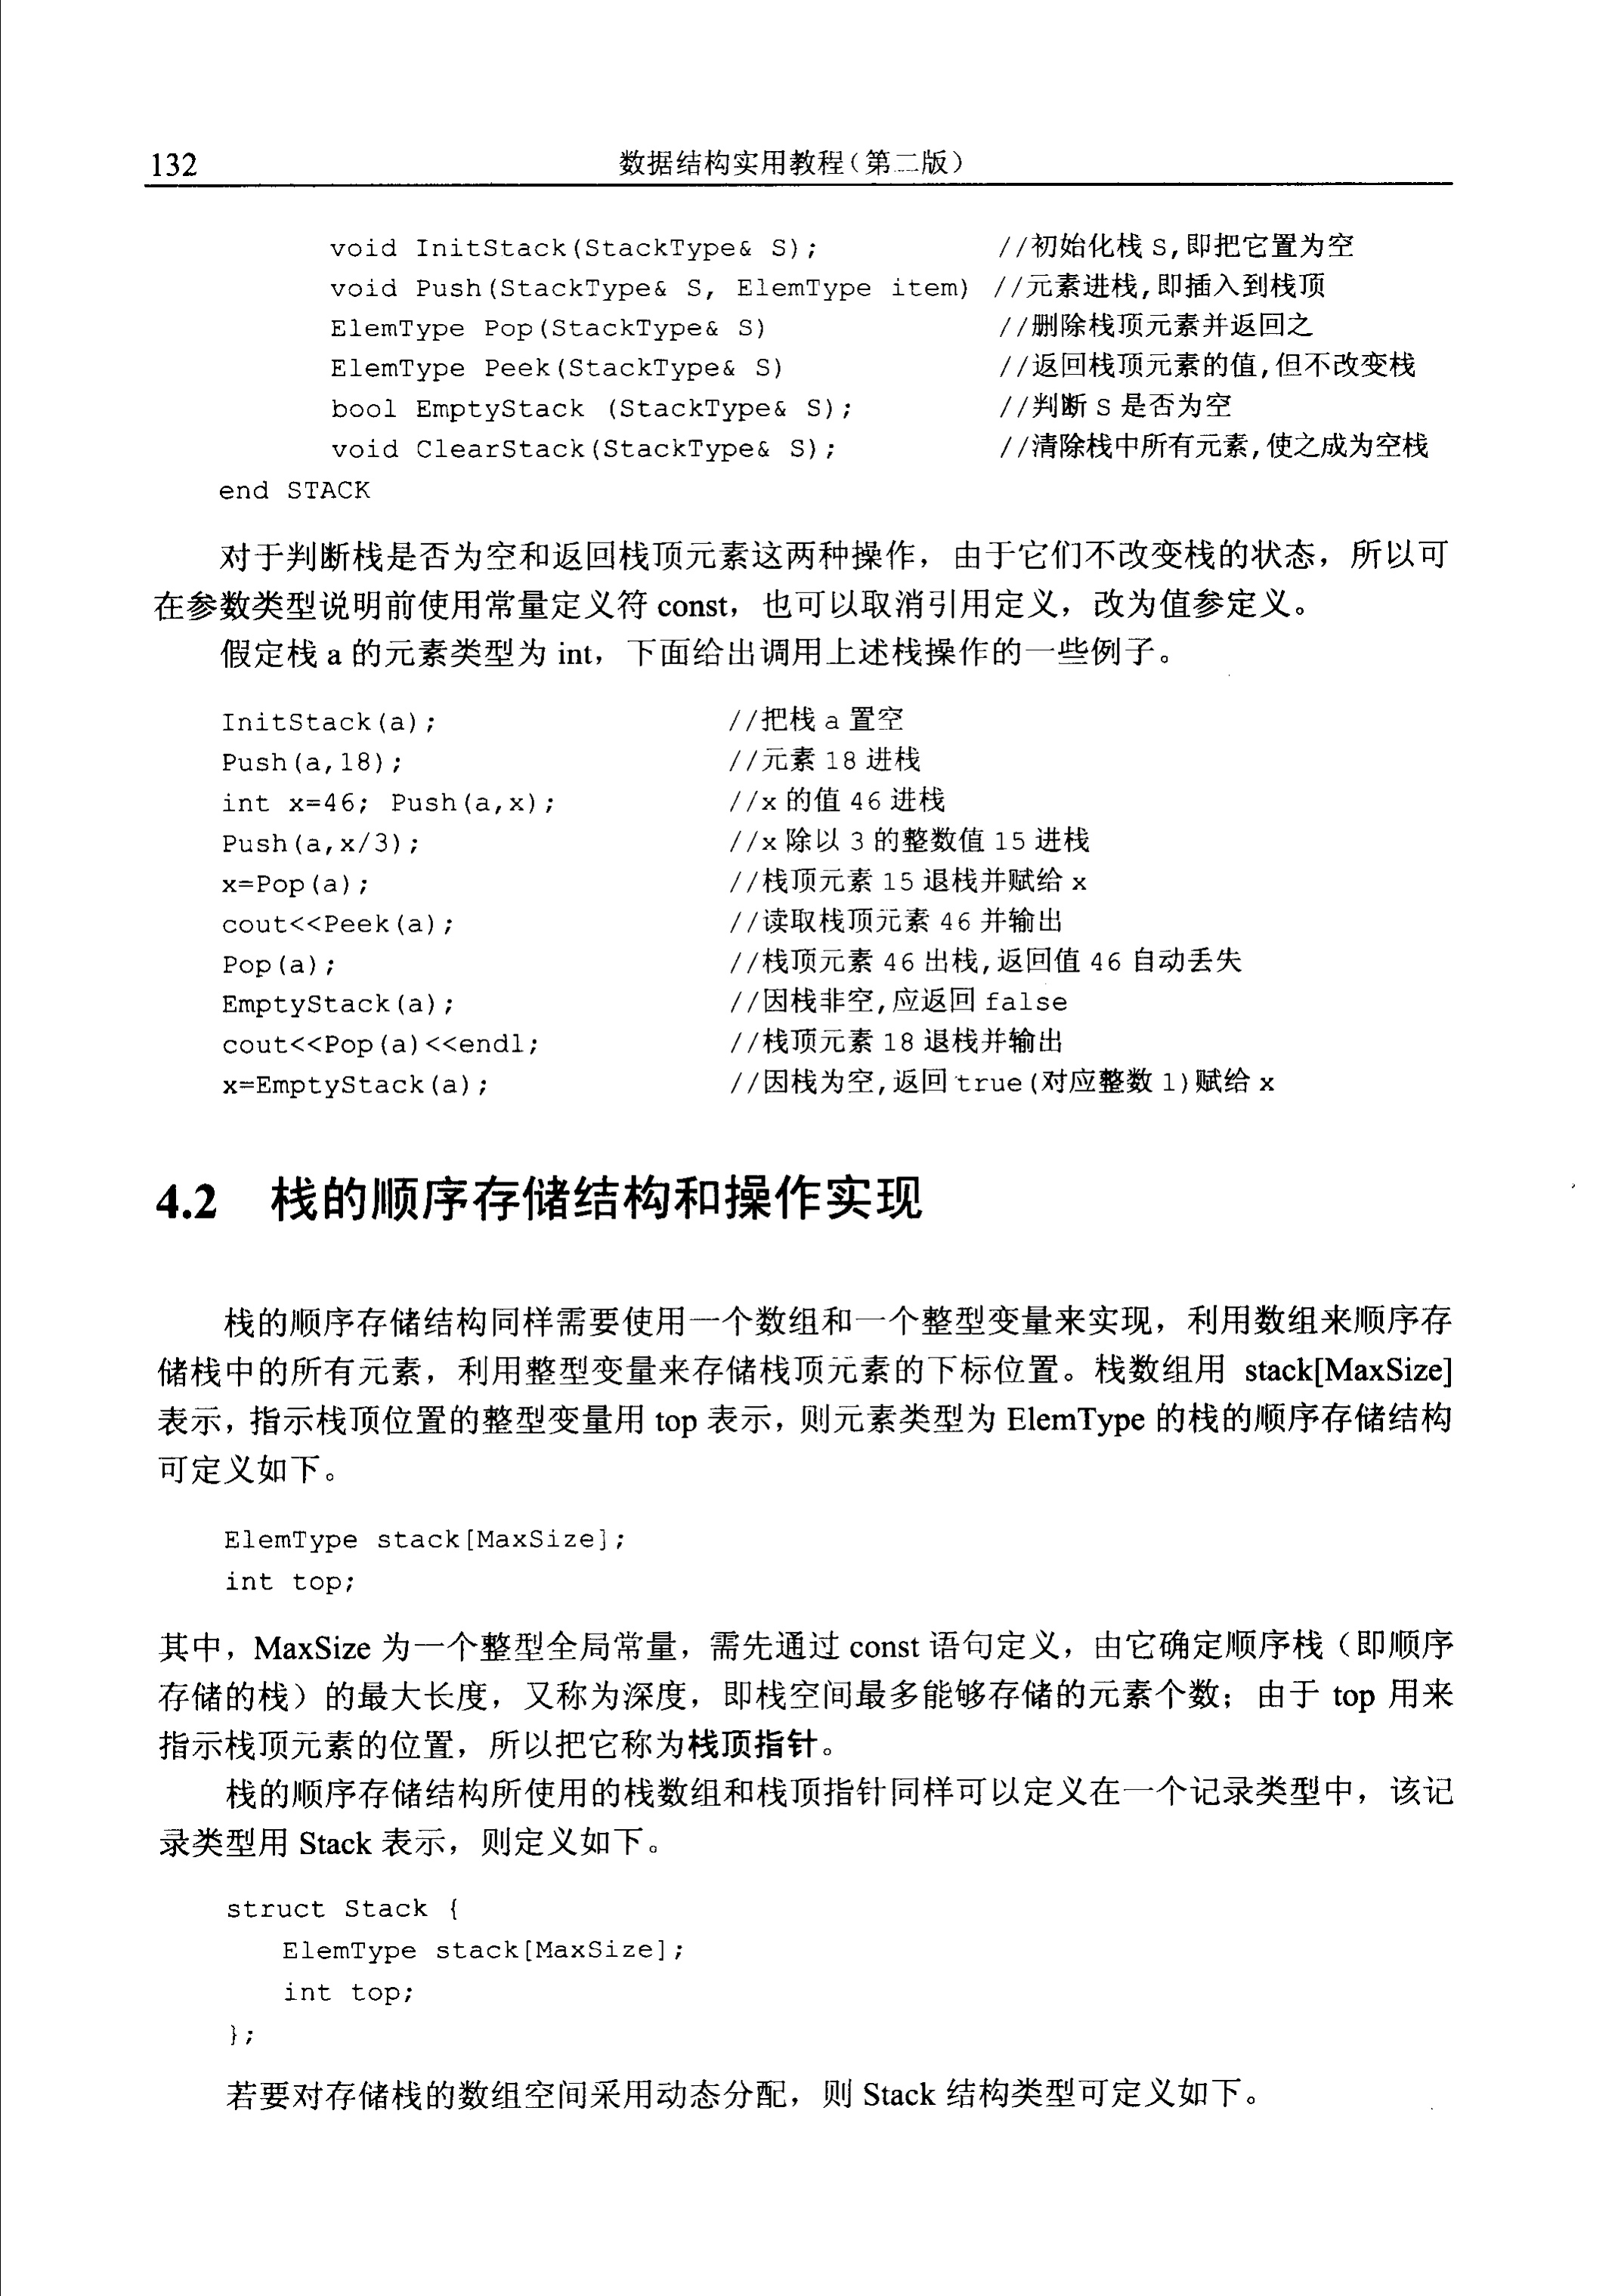 132 数据结构实用教程(第二版)
void InitStack(StackType& S); //初始化栈 S,即把它置为空
void Push(StackType& S, ElemType item) //元素进栈,即插入到栈顶
ElemType Pop(StackType& S) //删除栈顶元素并返回之
ElemType Peek(StackType& S) //返回栈顶元素的值,但不改变栈
bool EmptyStack (StackType& S); //判断 S 是否为空
void ClearStack(StackType& S); //清除栈中所有元素,使之成为空栈
end STACK
对于判断栈是否为空和返回栈顶元素这两种操作，由于它们不改变栈的状态，所以可
在参数类型说明前使用常量定义符 const，也可以取消引用定义，改为值参定义。
假定栈 a 的元素类型为 int，下面给出调用上述栈操作的一些例子。
InitStack(a); //把栈 a 置空
Push(a,18); //元素 18 进栈
int x=46; Push(a,x); //x 的值 46 进栈
Push(a,x/3); //x 除以 3 的整数值 15 进栈
x=Pop(a); //栈顶元素 15 退栈并赋给 x
cout<<Peek(a); //读取栈顶元素 46 并输出
Pop(a); //栈顶元素 46 出栈,返回值 46 自动丢失
EmptyStack(a); //因栈非空,应返回 false
cout<<Pop(a)<<endl; //栈顶元素 18 退栈并输出
x=EmptyStack(a); //因栈为空,返回 true(对应整数 1)赋给 x
4.2 栈的顺序存储结构和操作实现
栈的顺序存储结构同样需要使用一个数组和一个整型变量来实现，利用数组来顺序存
储栈中的所有元素，利用整型变量来存储栈顶元素的下标位置。栈数组用 stack[MaxSize]
表示，指示栈顶位置的整型变量用 top 表示，则元素类型为 ElemType 的栈的顺序存储结构
可定义如下。
ElemType stack[MaxSize];
int top;
其中，MaxSize 为一个整型全局常量，需先通过 const 语句定义，由它确定顺序栈（即顺序
存储的栈）的最大长度，又称为深度，即栈空间最多能够存储的元素个数；由于 top 用来
指示栈顶元素的位置，所以把它称为栈顶指针。
栈的顺序存储结构所使用的栈数组和栈顶指针同样可以定义在一个记录类型中，该记
录类型用 Stack 表示，则定义如下。
struct Stack {
ElemType stack[MaxSize];
int top;
};
若要对存储栈的数组空间采用动态分配，则 Stack 结构类型可定义如下。